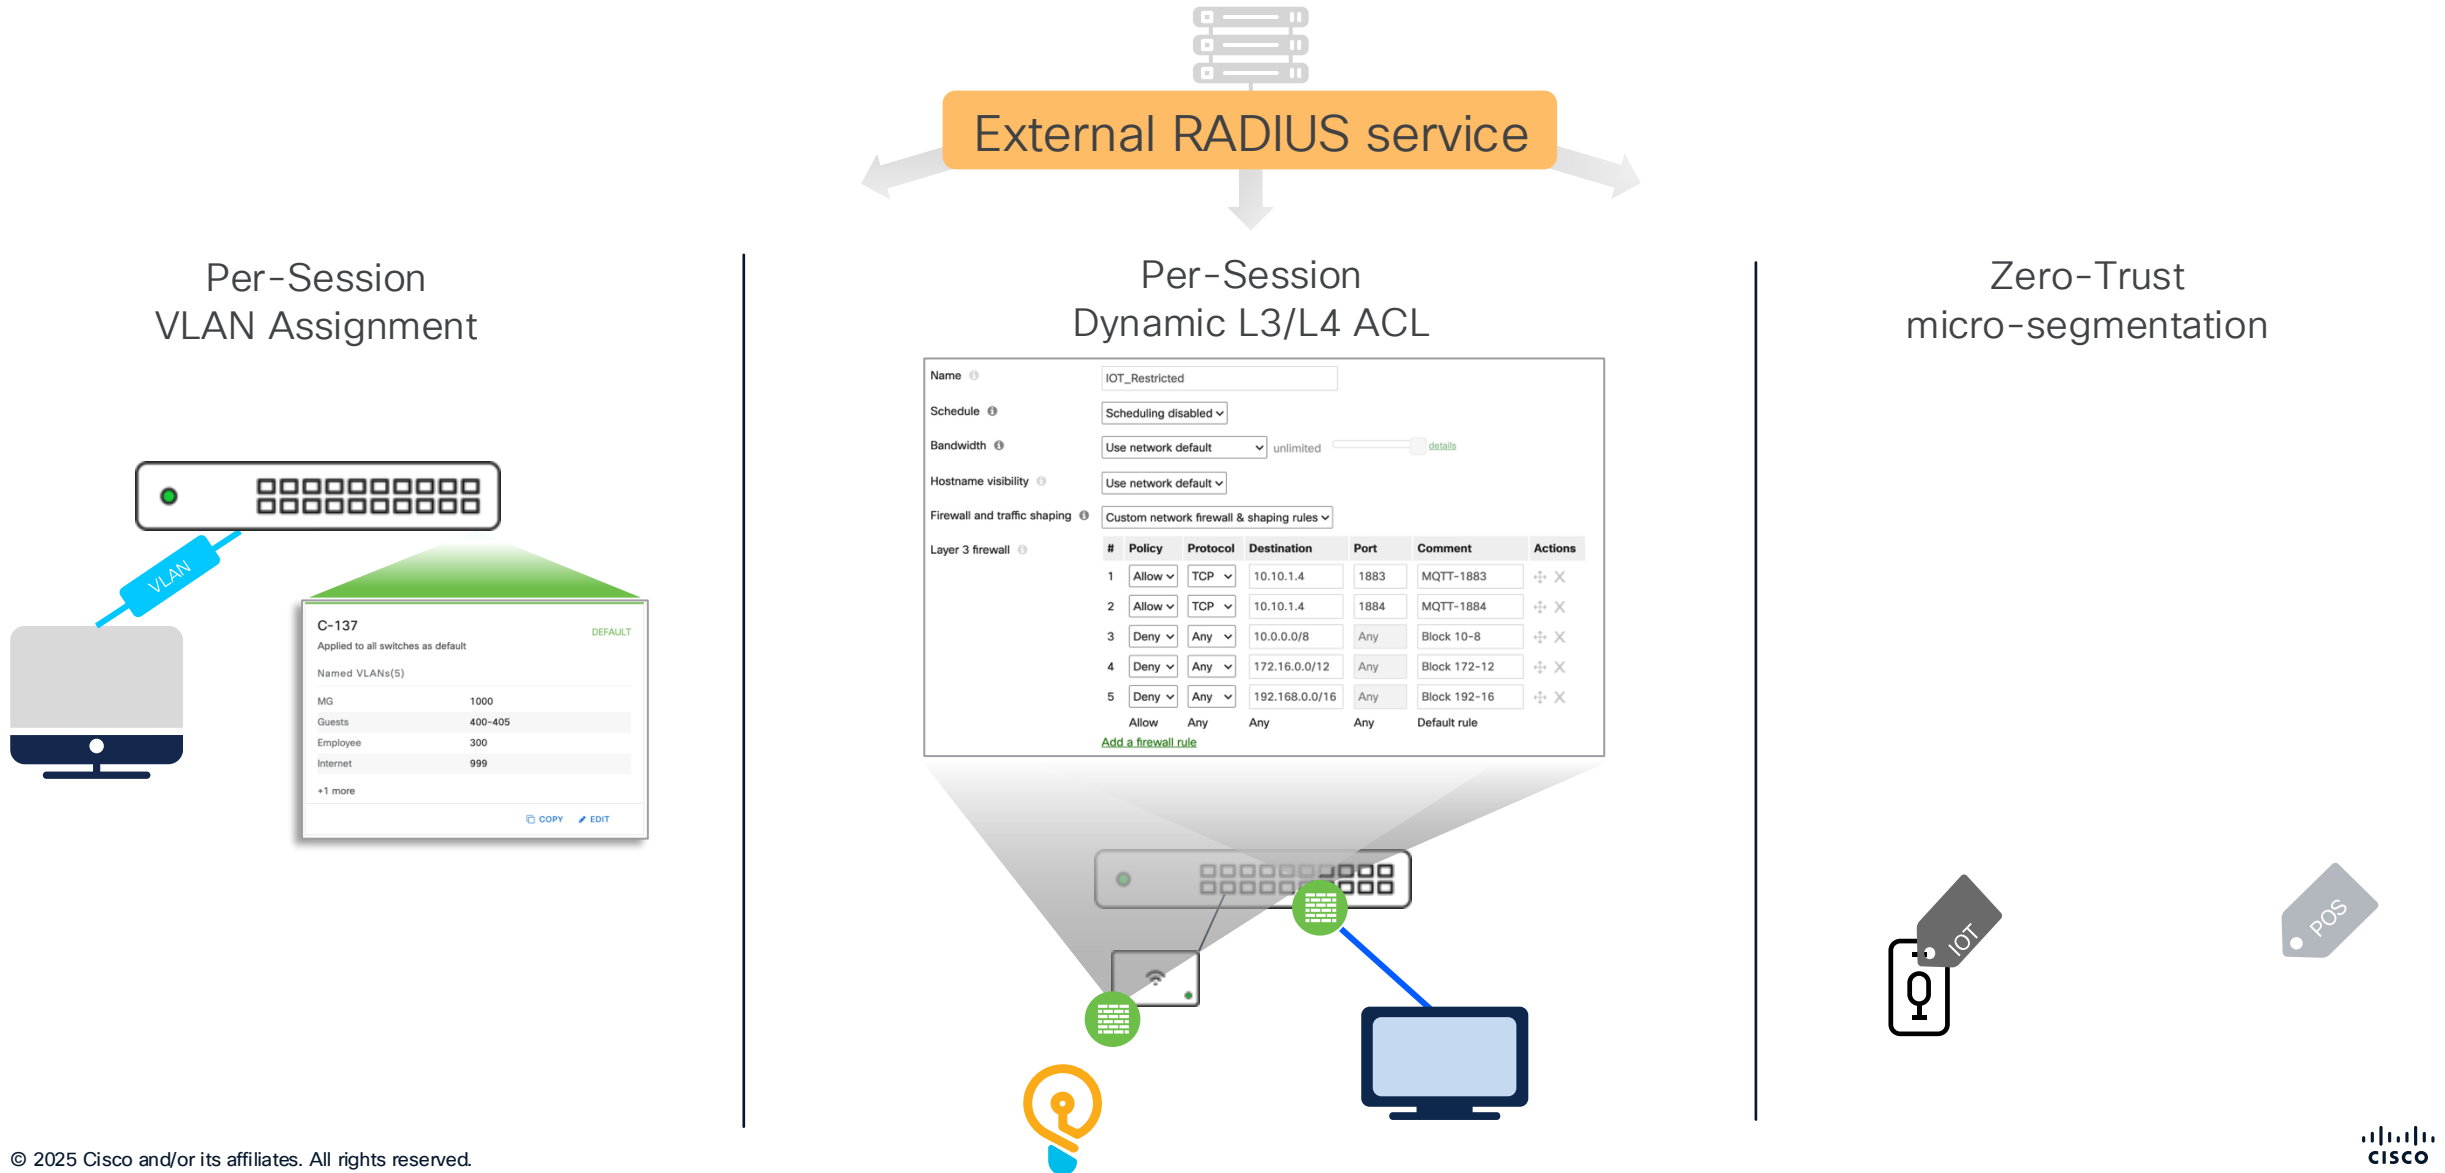 External RADIUS service
Per-Session
VLAN Assignment
VLAN
C-137
DEFAULT
Applied to all switches as default
Named VLANs(5)
MG 1000
Guests 400-405
Employee 300
Internet 999
+1 more
COPY EDIT
Per-Session
Dynamic L3/L4 ACL
Name IOT_Restricted
Schedule Scheduling disabled
Bandwidth Use network default unlimited details
Hostname visibility Use network default
Firewall and traffic shaping Custom network firewall & shaping rules
Layer 3 firewall # Policy Protocol Destination Port Comment Actions
1 Allow TCP 10.10.1.4 1883 MQTT-1883
2 Allow TCP 10.10.1.4 1884 MQTT-1884
3 Deny Any 10.0.0.0/8 Any Block 10-8
4 Deny Any 172.16.0.0/12 Any Block 172-12
5 Deny Any 192.168.0.0/16 Any Block 192-16
Allow Any Any Any Default rule
Add a firewall rule
Zero-Trust
micro-segmentation
IOT
POS
© 2025 Cisco and/or its affiliates. All rights reserved.
CISCO